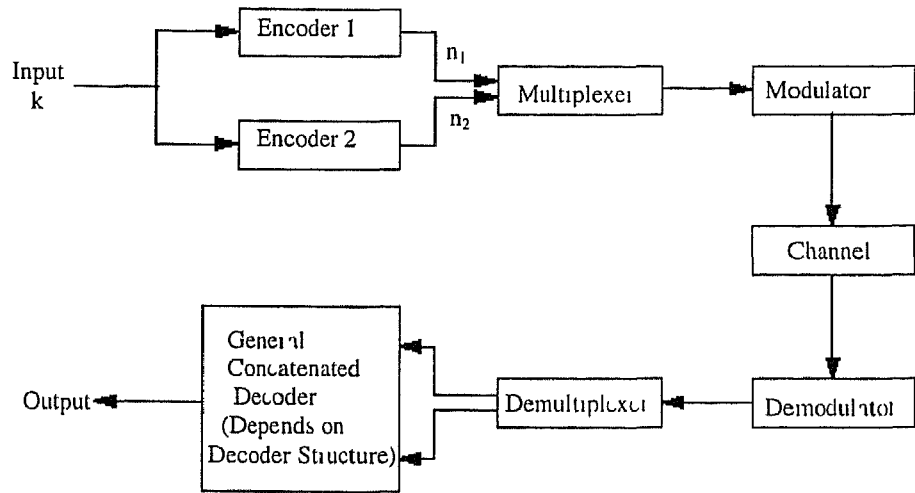 Encoder 1
Input
k
n1
Multiplexer
Modulator
Encoder 2
n2
Channel
General
Concatenated
Decoder
(Depends on
Decoder Structure)
Output
Demultiplexer
Demodulator